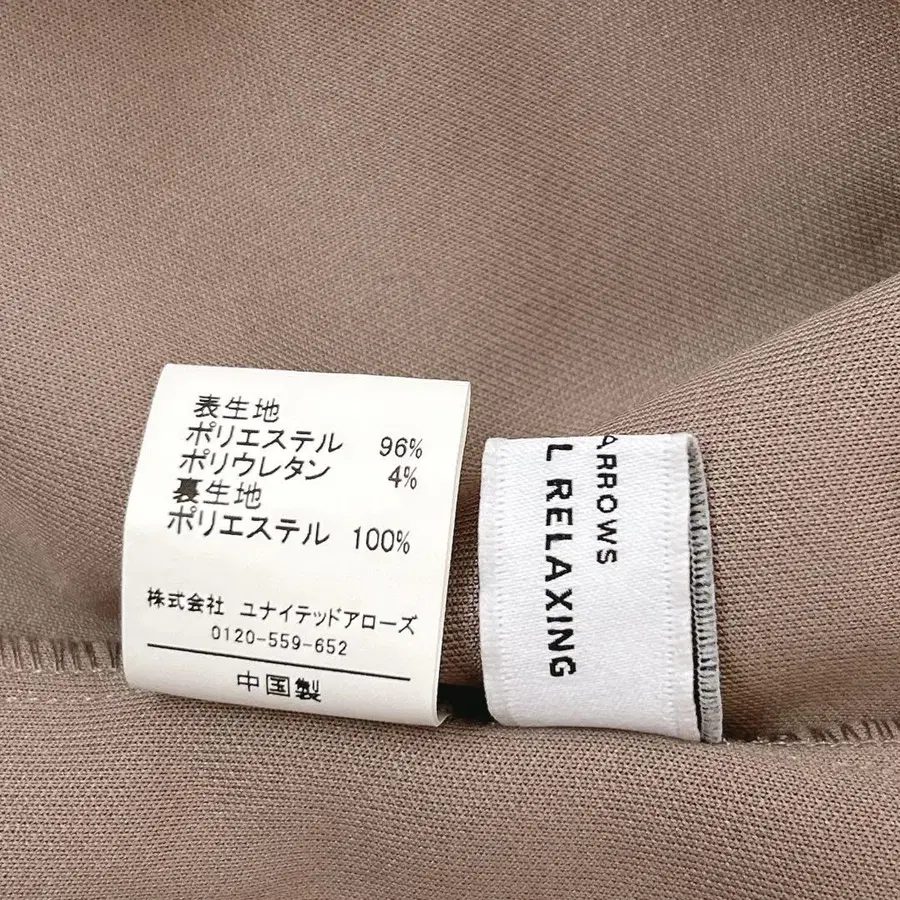 表生地
ポリエステル 96%
ポリウレタン 4%
裏生地
ポリエステル 100%
株式会社 ユナイテッドアローズ
0120-559-652
中国製
ARROWS
L RELAXING